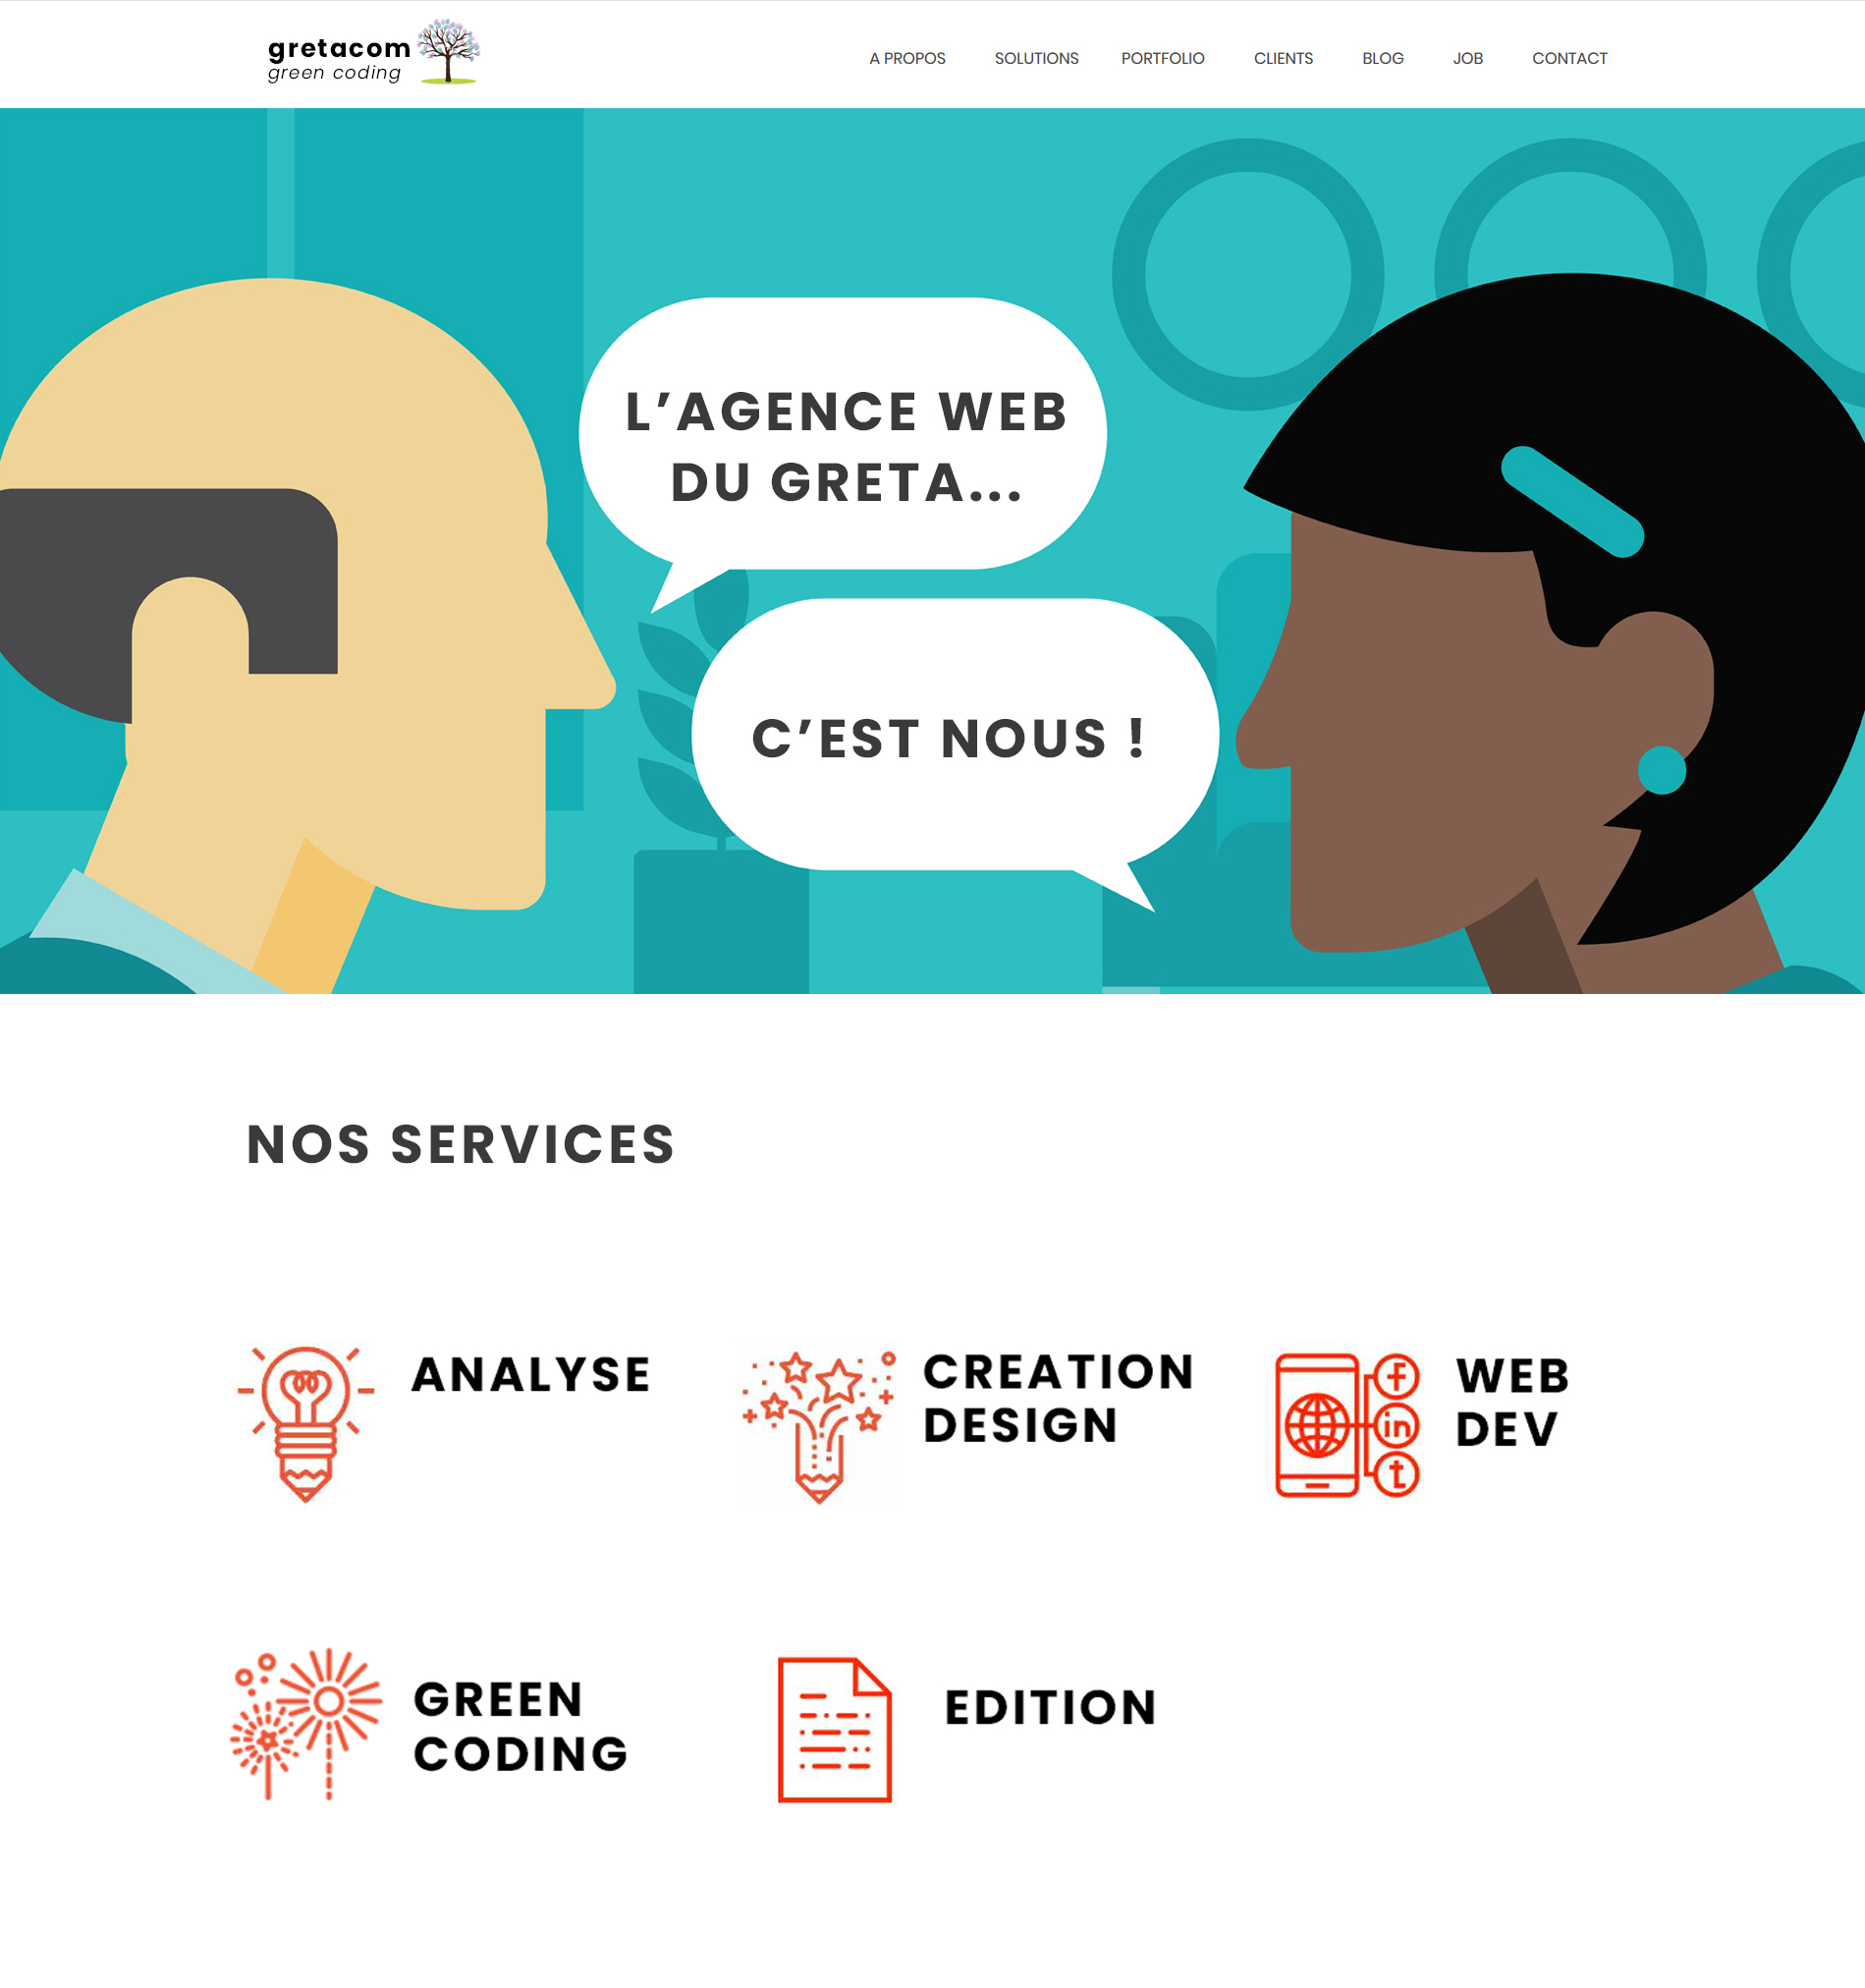 gretacom
green coding
A PROPOS SOLUTIONS PORTFOLIO CLIENTS BLOG JOB CONTACT
L’AGENCE WEB
DU GRETA...
C’EST NOUS !
NOS SERVICES
ANALYSE
CREATION
DESIGN
f
in
t
WEB
DEV
GREEN
CODING
EDITION